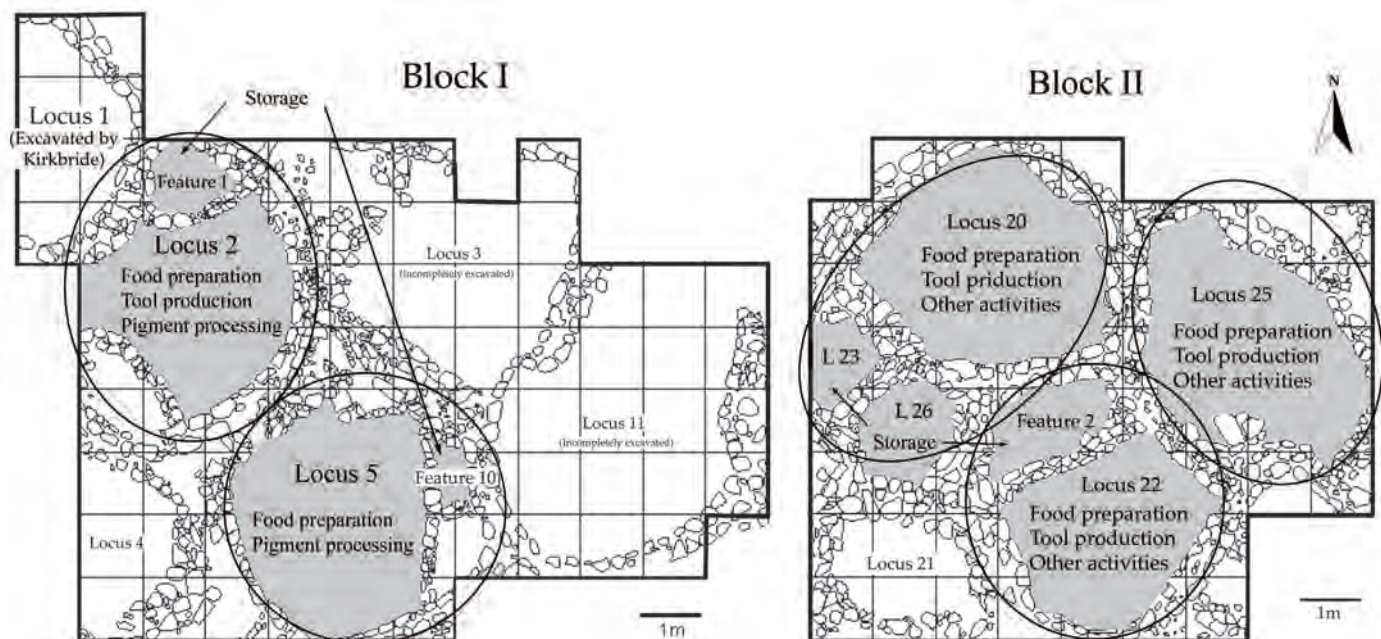 Block I
Storage
Locus 1
(Excavated by
Kirkbride)
Feature 1
Locus 2
Food preparation
Tool production
Pigment processing
Locus 3
(Incompletely excavated)
Locus 11
(Incompletely excavated)
Locus 5
Feature 10
Food preparation
Pigment processing
Locus 4
1m
Block II
N
Locus 20
Food preparation
Tool priduction
Other activities
Locus 25
Food preparation
Tool production
Other activities
L 23
L 26
Storage
Feature 2
Locus 22
Food preparation
Tool production
Other activities
Locus 21
1m